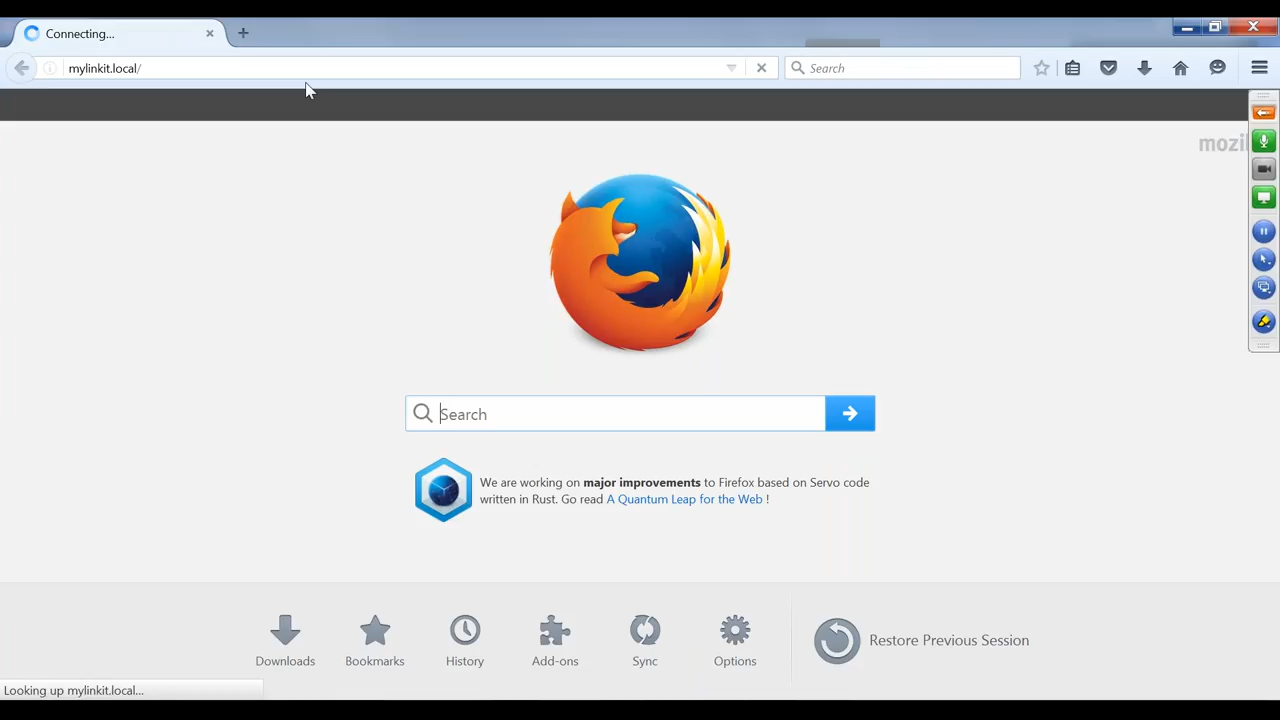 Connecting...
mylinkit.local/
Search
mozil
Search
We are working on major improvements to Firefox based on Servo code
written in Rust. Go read A Quantum Leap for the Web !
Downloads
Bookmarks
History
Add-ons
Sync
Options
Restore Previous Session
Looking up mylinkit.local...